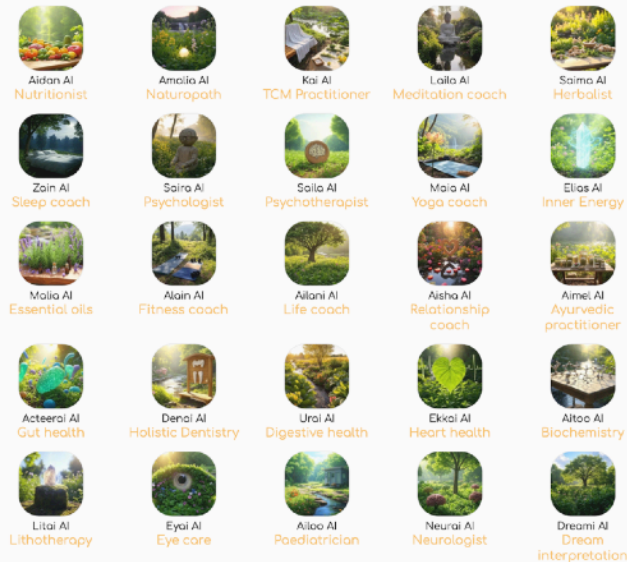 Aidan AI
Nutritionist
Amalia AI
Naturopath
Kai AI
TCM Practitioner
Laila AI
Meditation coach
Saima AI
Herbalist
Zain AI
Sleep coach
Saira AI
Psychologist
Saila AI
Psychotherapist
Maia AI
Yoga coach
Elias AI
Inner Energy
Malia AI
Essential oils
Alain AI
Fitness coach
Ailani AI
Life coach
Aisha AI
Relationship
coach
Aimel AI
Ayurvedic
practitioner
Acteerai AI
Gut health
Denai AI
Holistic Dentistry
Urai AI
Digestive health
Ekkai AI
Heart health
Aitoo AI
Biochemistry
Litai AI
Lithotherapy
Eyai AI
Eye care
Ailoo AI
Paediatrician
Neurai AI
Neurologist
Dreami AI
Dream
interpretation